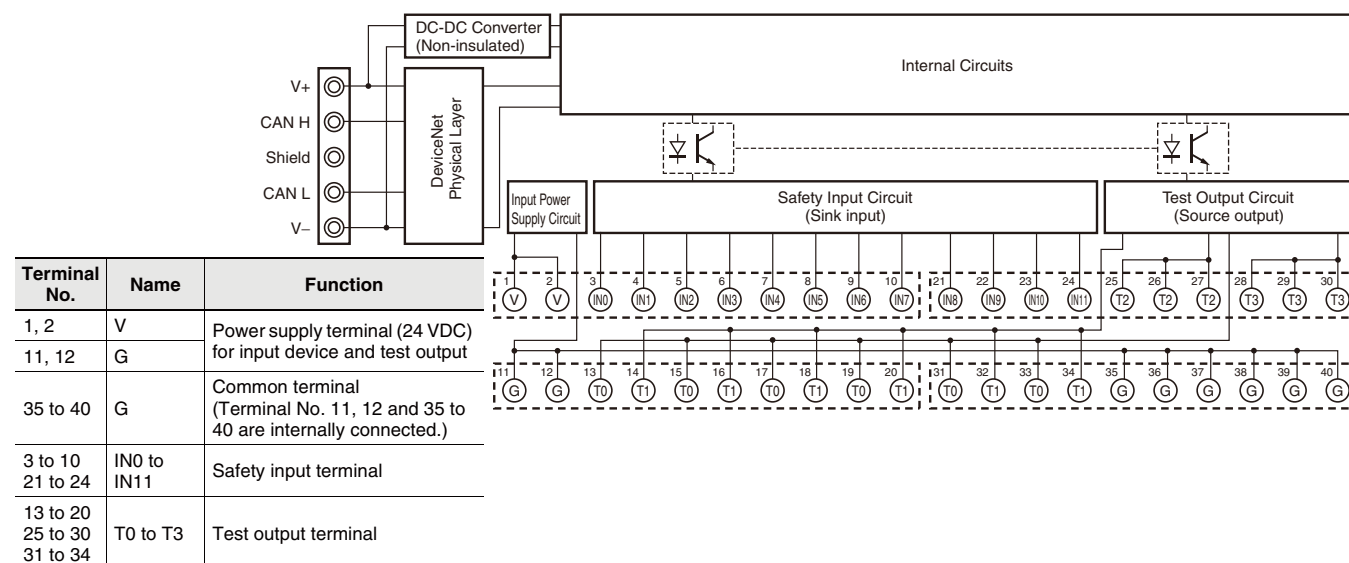 DC-DC Converter
(Non-insulated)
Internal Circuits
V+
CAN H
Shield
CAN L
V–
DeviceNet
Physical Layer
Input Power
Supply Circuit
Safety Input Circuit
(Sink input)
Test Output Circuit
(Source output)
1 2 3 4 5 6 7 8 9 10 21 22 23 24 25 26 27 28 29 30
V V IN0 IN1 IN2 IN3 IN4 IN5 IN6 IN7 IN8 IN9 IN10 IN11 T2 T2 T2 T3 T3 T3
11 12 13 14 15 16 17 18 19 20 31 32 33 34 35 36 37 38 39 40
G G T0 T1 T0 T1 T0 T1 T0 T1 T0 T1 T0 T1 G G G G G G
Terminal No. Name Function
1, 2 V Power supply terminal (24 VDC)
11, 12 G for input device and test output
35 to 40 G Common terminal
(Terminal No. 11, 12 and 35 to
40 are internally connected.)
3 to 10
21 to 24
IN0 to
IN11
Safety input terminal
13 to 20
25 to 30
31 to 34
T0 to T3
Test output terminal